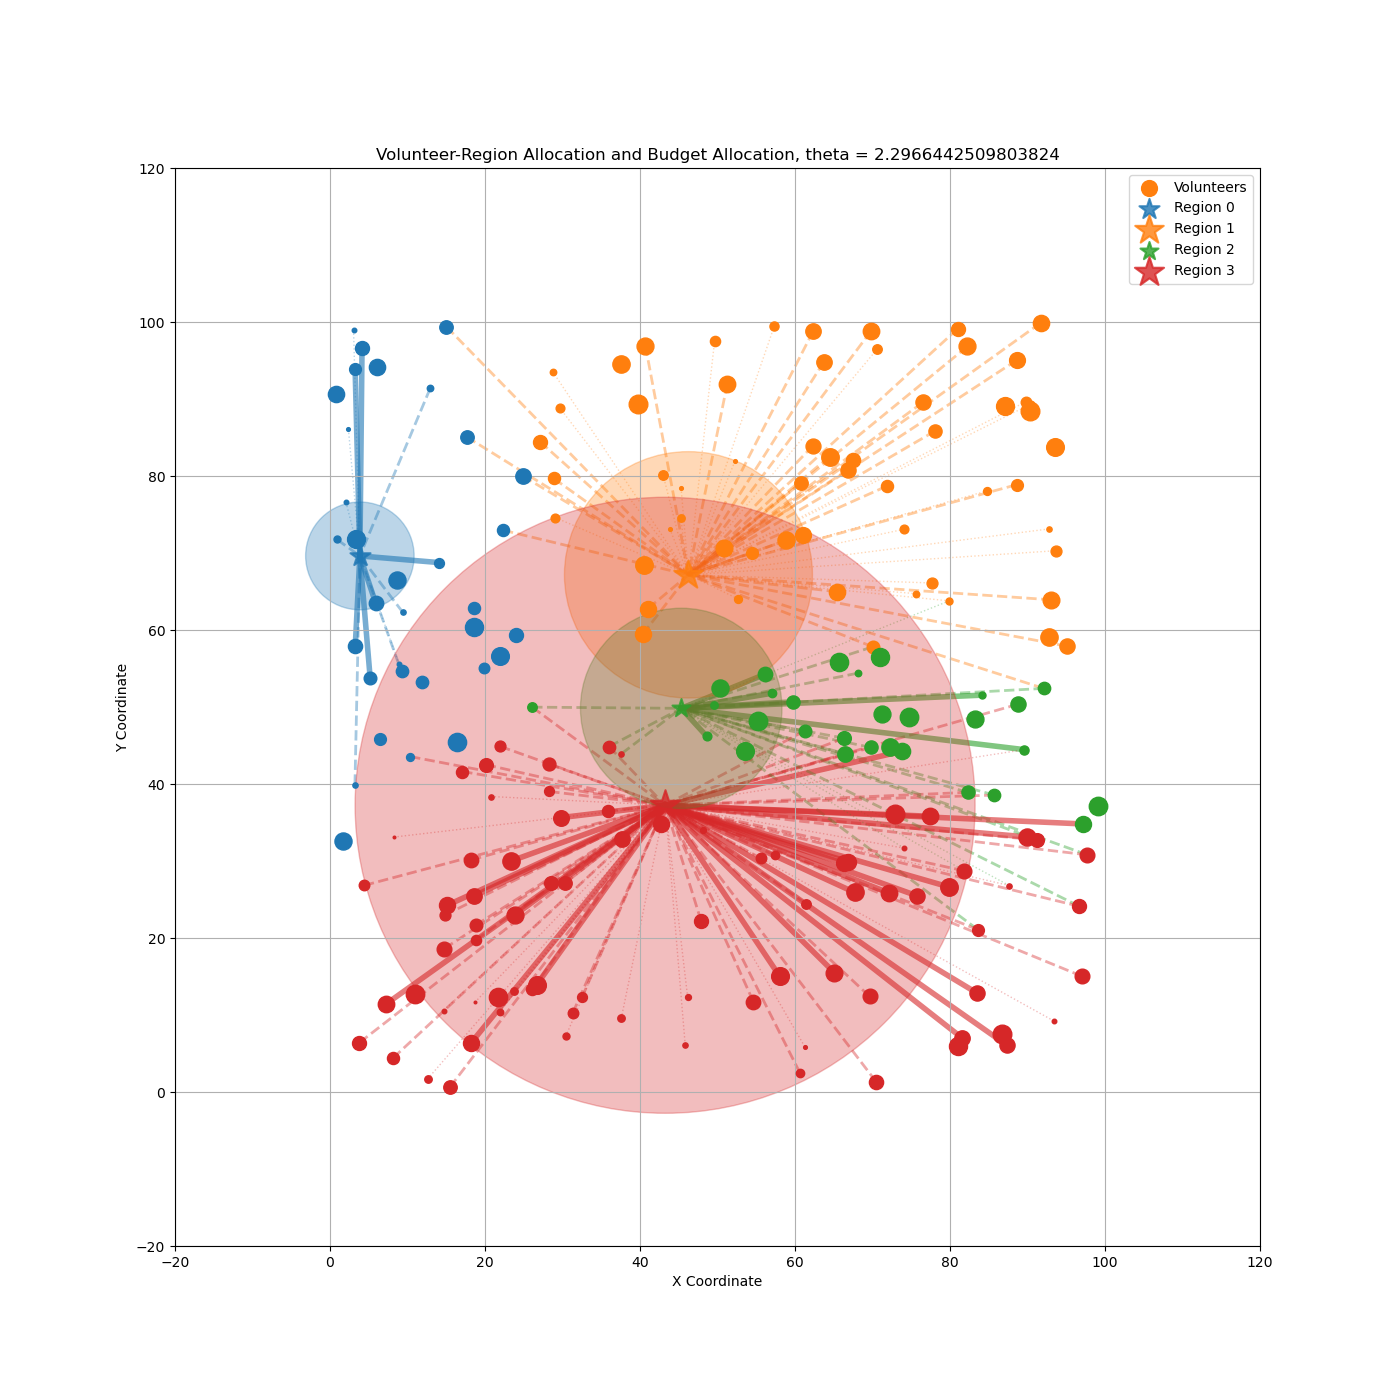 Volunteer-Region Allocation and Budget Allocation, theta = 2.2966442509803824
120
100
80
60
40
20
0
−20
Y Coordinate
Volunteers
Region 0
Region 1
Region 2
Region 3
−20 0 20 40 60 80 100 120
X Coordinate